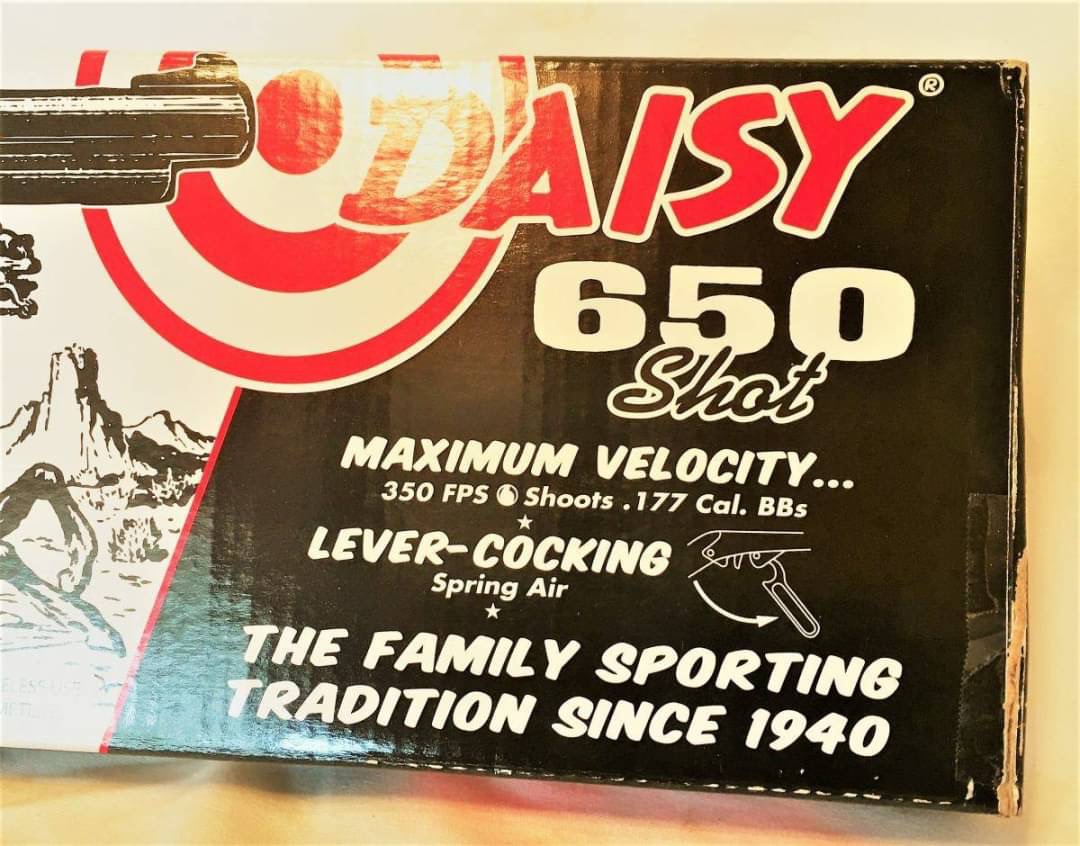 DAISY®
650
Shot
MAXIMUM VELOCITY...
350 FPS Shoots .177 Cal. BBs
LEVER-COCKING
Spring Air
THE FAMILY SPORTING
TRADITION SINCE 1940